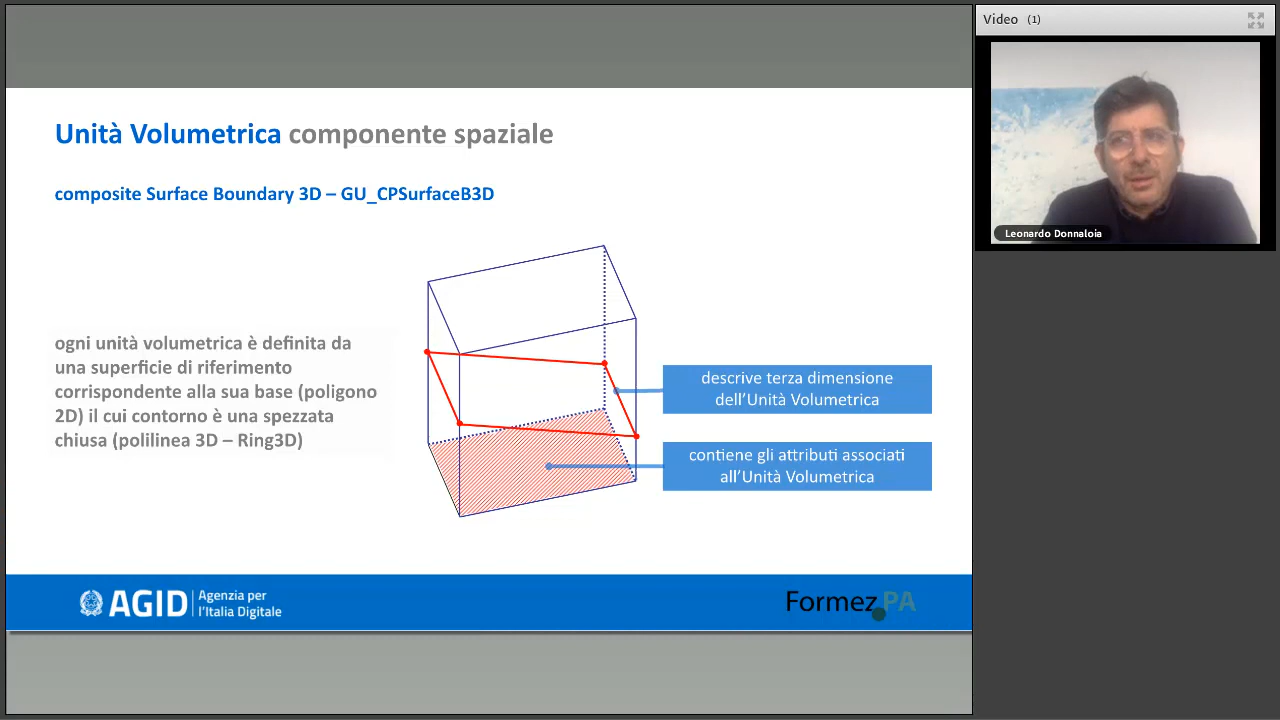 Video (1)
Leonardo Donnaloia
Unità Volumetrica componente spaziale
composite Surface Boundary 3D – GU_CPSurfaceB3D
ogni unità volumetrica è definita da
una superficie di riferimento
corrispondente alla sua base (poligono
2D) il cui contorno è una spezzata
chiusa (polilinea 3D – Ring3D)
descrive terza dimensione
dell’Unità Volumetrica
contiene gli attributi associati
all’Unità Volumetrica
AGID
Agenzia per
l’Italia Digitale
Formez PA